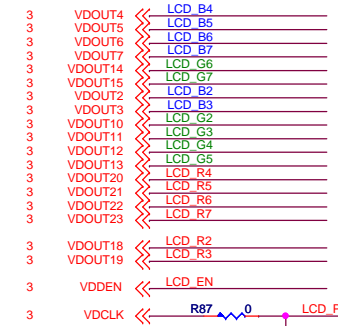 3 VDOUT4 LCD_B4
3 VDOUT5 LCD_B5
3 VDOUT6 LCD_B6
3 VDOUT7 LCD_B7
3 VDOUT14 LCD_G6
3 VDOUT15 LCD_G7
3 VDOUT2 LCD_B2
3 VDOUT3 LCD_B3
3 VDOUT10 LCD_G2
3 VDOUT11 LCD_G3
3 VDOUT12 LCD_G4
3 VDOUT13 LCD_G5
3 VDOUT20 LCD_R4
3 VDOUT21 LCD_R5
3 VDOUT22 LCD_R6
3 VDOUT23 LCD_R7
3 VDOUT18 LCD_R2
3 VDOUT19 LCD_R3
3 VDDEN LCD_EN
3 VDCLK R87 0